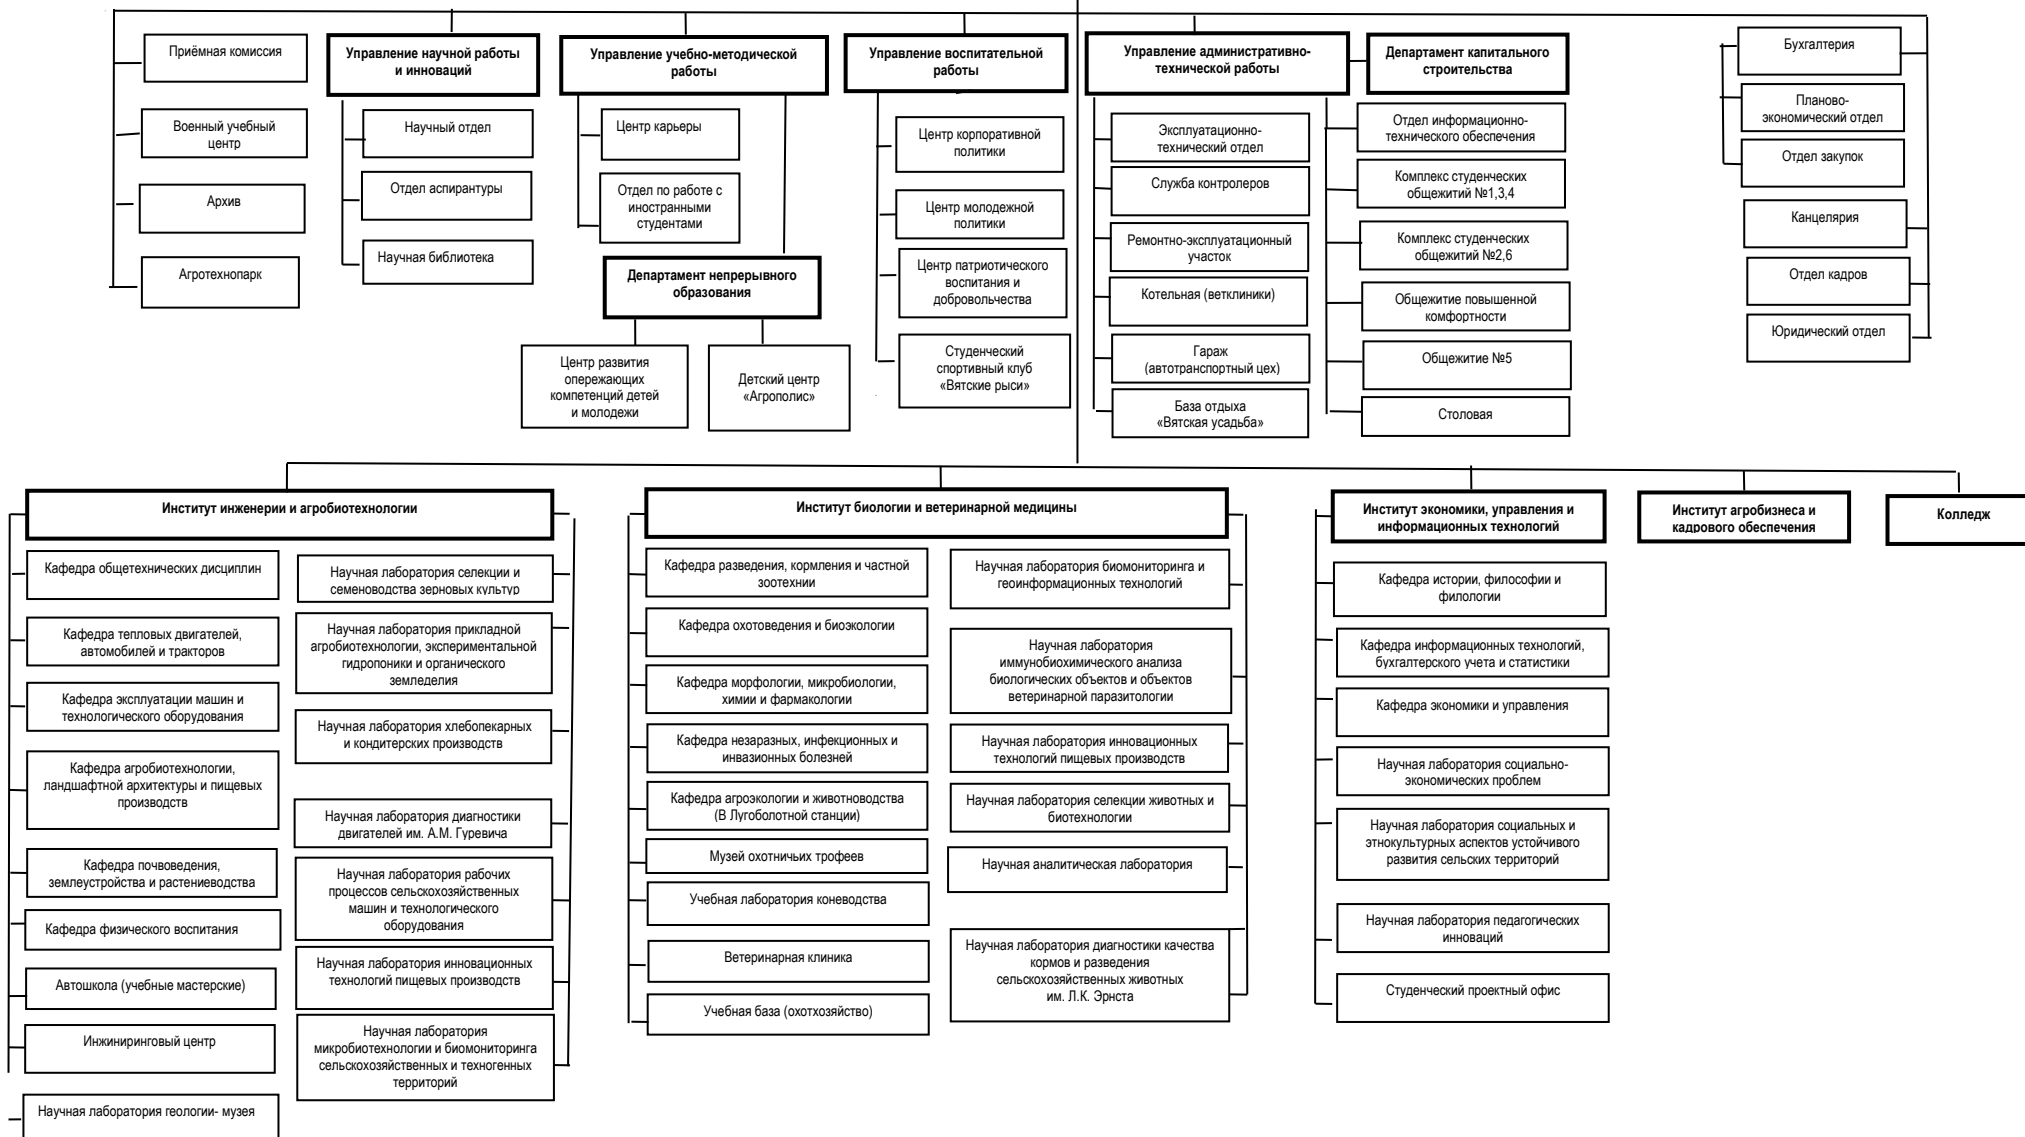 Приёмная комиссия
Военный учебный
центр
Архив
Агротехнопарк
Управление научной работы
и инноваций
Научный отдел
Отдел аспирантуры
Научная библиотека
Управление учебно-методической
работы
Центр карьеры
Отдел по работе с
иностранными
студентами
Департамент непрерывного
образования
Центр развития
опережающих
компетенций детей
и молодежи
Детский центр
«Агрополис»
Управление воспитательной
работы
Центр корпоративной
политики
Центр молодежной
политики
Центр патриотического
воспитания и
добровольчества
Студенческий
спортивный клуб
«Вятские рыси»
Управление административно-
технической работы
Эксплуатационно-
технический отдел
Служба контролеров
Ремонтно-эксплуатационный
участок
Котельная (ветклиники)
Гараж
(автотранспортный цех)
База отдыха
«Вятская усадьба»
Департамент капитального
строительства
Отдел информационно-
технического обеспечения
Комплекс студенческих
общежитий №1,3,4
Комплекс студенческих
общежитий №2,6
Общежитие повышенной
комфортности
Общежитие №5
Столовая
Бухгалтерия
Планово-
экономический отдел
Отдел закупок
Канцелярия
Отдел кадров
Юридический отдел
Институт инженерии и агробиотехнологии
Кафедра общетехнических дисциплин
Кафедра тепловых двигателей,
автомобилей и тракторов
Кафедра эксплуатации машин и
технологического оборудования
Кафедра агробиотехнологии,
ландшафтной архитектуры и пищевых
производств
Кафедра почвоведения,
землеустройства и растениеводства
Кафедра физического воспитания
Автошкола (учебные мастерские)
Инжиниринговый центр
Научная лаборатория геологии- музея
Научная лаборатория селекции и
семеноводства зерновых культур
Научная лаборатория прикладной
агробиотехнологии, экспериментальной
гидропоники и органического
земледелия
Научная лаборатория хлебопекарных
и кондитерских производств
Научная лаборатория диагностики
двигателей им. А.М. Гуревича
Научная лаборатория рабочих
процессов сельскохозяйственных
машин и технологического
оборудования
Научная лаборатория инновационных
технологий пищевых производств
Научная лаборатория
микробиотехнологии и биомониторинга
сельскохозяйственных и техногенных
территорий
Институт биологии и ветеринарной медицины
Кафедра разведения, кормления и частной
зоотехнии
Кафедра охотоведения и биоэкологии
Кафедра морфологии, микробиологии,
химии и фармакологии
Кафедра незаразных, инфекционных и
инвазионных болезней
Кафедра агроэкологии и животноводства
(В Лугоболотной станции)
Музей охотничьих трофеев
Учебная лаборатория коневодства
Ветеринарная клиника
Учебная база (охотхозяйство)
Научная лаборатория биомониторинга и
геоинформационных технологий
Научная лаборатория
иммунобиохимического анализа
биологических объектов и объектов
ветеринарной паразитологии
Научная лаборатория инновационных
технологий пищевых производств
Научная лаборатория селекции животных и
биотехнологии
Научная аналитическая лаборатория
Научная лаборатория диагностики качества
кормов и разведения
сельскохозяйственных животных
им. Л.К. Эрнста
Институт экономики, управления и
информационных технологий
Кафедра истории, философии и
филологии
Кафедра информационных технологий,
бухгалтерского учета и статистики
Кафедра экономики и управления
Научная лаборатория социально-
экономических проблем
Научная лаборатория социальных и
этнокультурных аспектов устойчивого
развития сельских территорий
Научная лаборатория педагогических
инноваций
Студенческий проектный офис
Институт агробизнеса и
кадрового обеспечения
Колледж